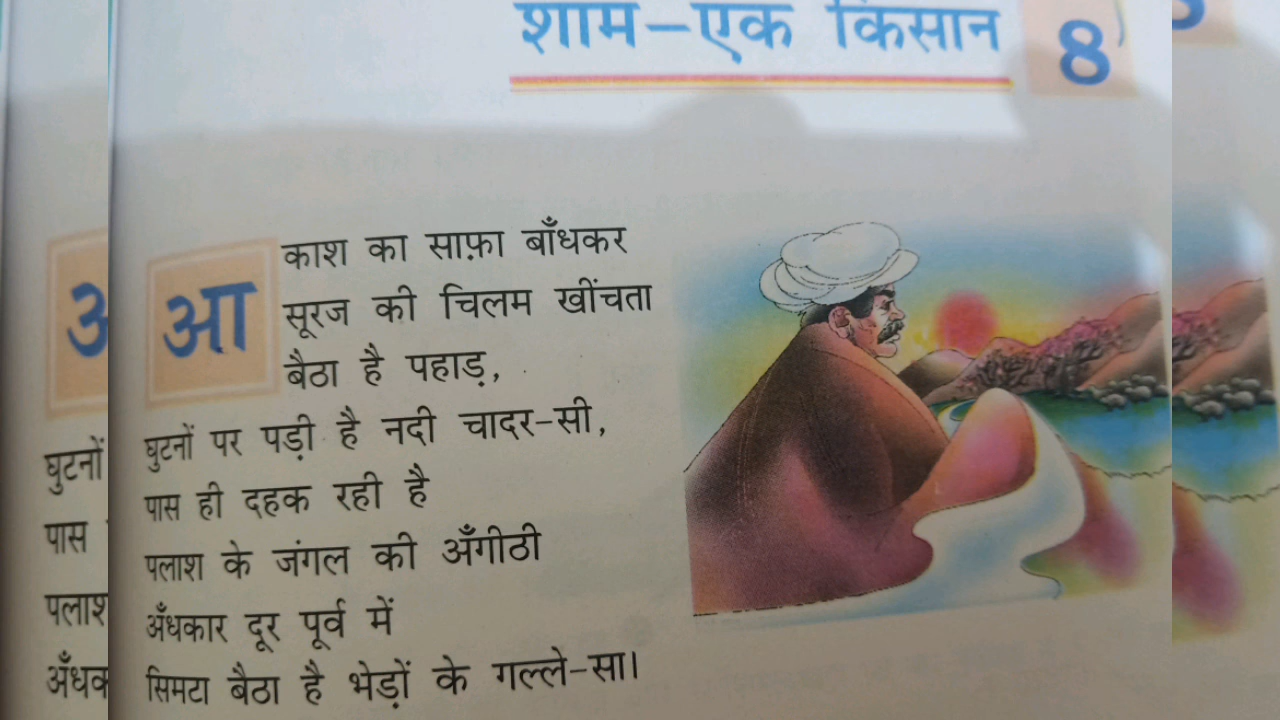 शाम-एक किसान
8
आकाश का साफ़ा बाँधकर
सूरज की चिलम खींचता
बैठा है पहाड़,
घुटनों पर पड़ी है नदी चादर-सी,
पास ही दहक रही है
पलाश के जंगल की अँगीठी
अँधकार दूर पूर्व में
सिमटा बैठा है भेड़ों के गल्ले-सा।